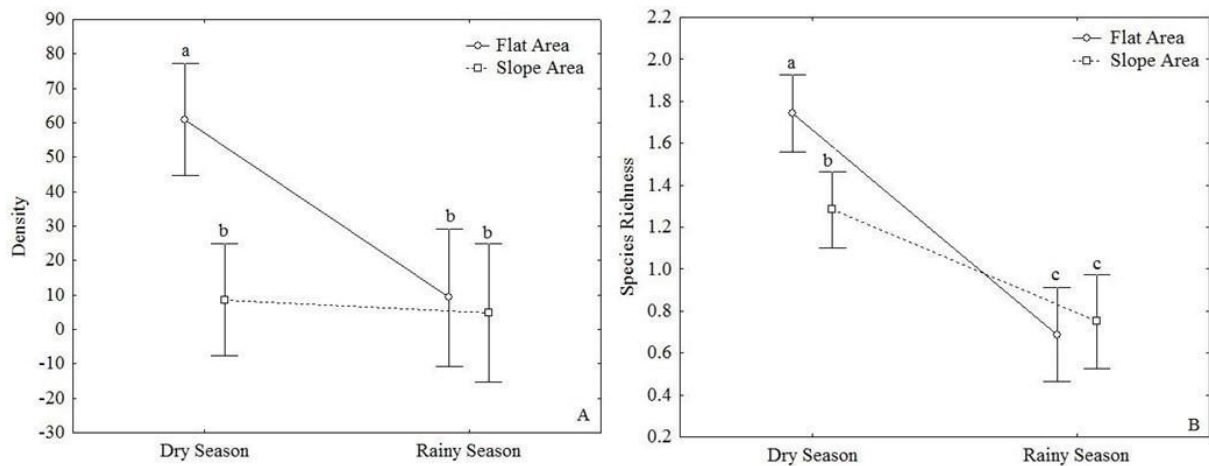 90
80
70
60
50
40
30
20
10
0
-10
-20
-30
Density
a
b
b
b
Flat Area
Slope Area
A
Dry Season
Rainy Season
2.2
2.0
1.8
1.6
1.4
1.2
1.0
0.8
0.6
0.4
0.2
Species Richness
a
b
c
c
Flat Area
Slope Area
B
Dry Season
Rainy Season